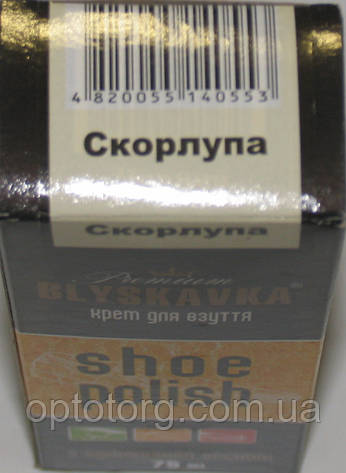 4 820055 140553
Скорлупа
Скорлупа
Premium
BLYSKAVKA
крем для взуття
shoe
polish
optotorg.com.ua
75 мл